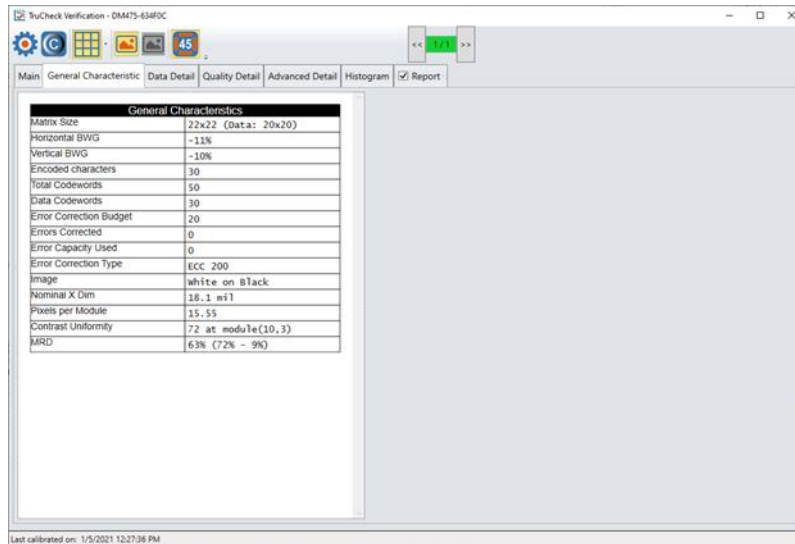 TruCheck Verification - DM475-634F0C
45
<< 1/1 >>
Main General Characteristic Data Detail Quality Detail Advanced Detail Histogram Report
General Characteristics
Matrix Size 22x22 (Data: 20x20)
Horizontal BWG -11%
Vertical BWG -10%
Encoded characters 30
Total Codewords 50
Data Codewords 30
Error Correction Budget 20
Errors Corrected 0
Error Capacity Used 0
Error Correction Type ECC 200
Image White on Black
Nominal X Dim 18.1 mil
Pixels per Module 15.55
Contrast Uniformity 72 at module(10,3)
MRD 63% (72% - 9%)
Last calibrated on: 1/5/2021 12:27:36 PM